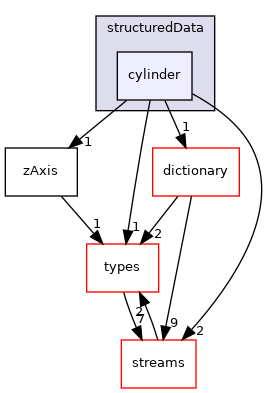 structuredData
cylinder
1
1
zAxis
dictionary
1
1
2
types
2
7
9
2
streams